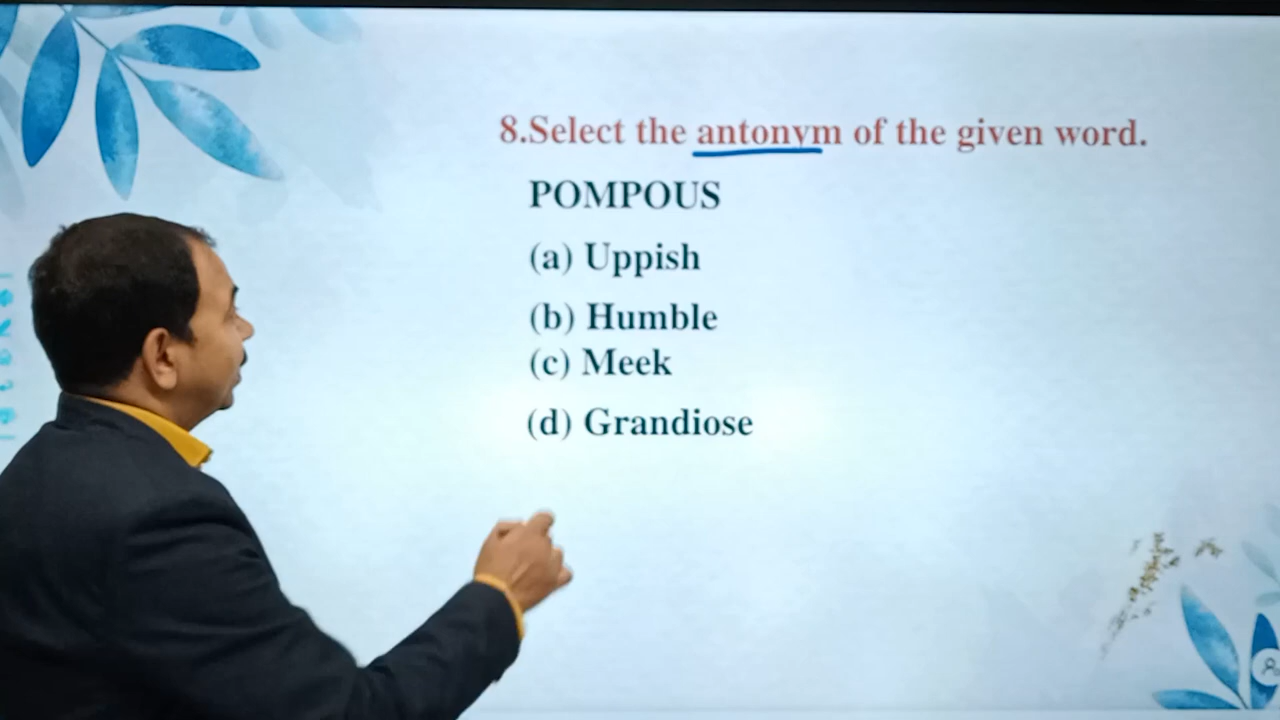 8.Select the antonym of the given word.
POMPOUS
(a) Uppish
(b) Humble
(c) Meek
(d) Grandiose